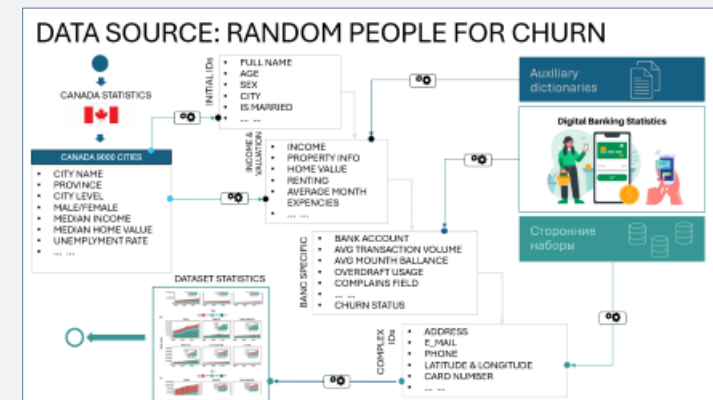 DATA SOURCE: RANDOM PEOPLE FOR CHURN
CANADA STATISTICS
CANADA 9000 CITIES
• CITY NAME
• PROVINCE
• CITY LEVEL
• MALE/FEMALE
• MEDIAN INCOME
• MEDIAN HOME VALUE
• UNEMPLYMENT RATE
• ... ...
INITIAL IDs
• FULL NAME
• AGE
• SEX
• CITY
• IS MARRIED
• ... ...
INCOME &
VALUATION
• INCOME
• PROPERTY INFO
• HOME VALUE
• RENTING
• AVERAGE MONTH
EXPENCIES
• ... ...
BANC SPECIFIC
• BANK ACCOUNT
• AVG TRANSACTION VOLUME
• AVG MOUNTH BALLANCE
• OVERDRAFT USAGE
• COMPLAINS FIELD
• ... ...
• CHURN STATUS
COMPLEX
IDs
• ADDRESS
• E_MAIL
• PHONE
• LATITUDE & LONGITUDE
• CARD NUMBER
• ... ...
Auxiliary
dictionaries
Digital Banking Statistics
Сторонние
наборы
DATASET STATISTICS